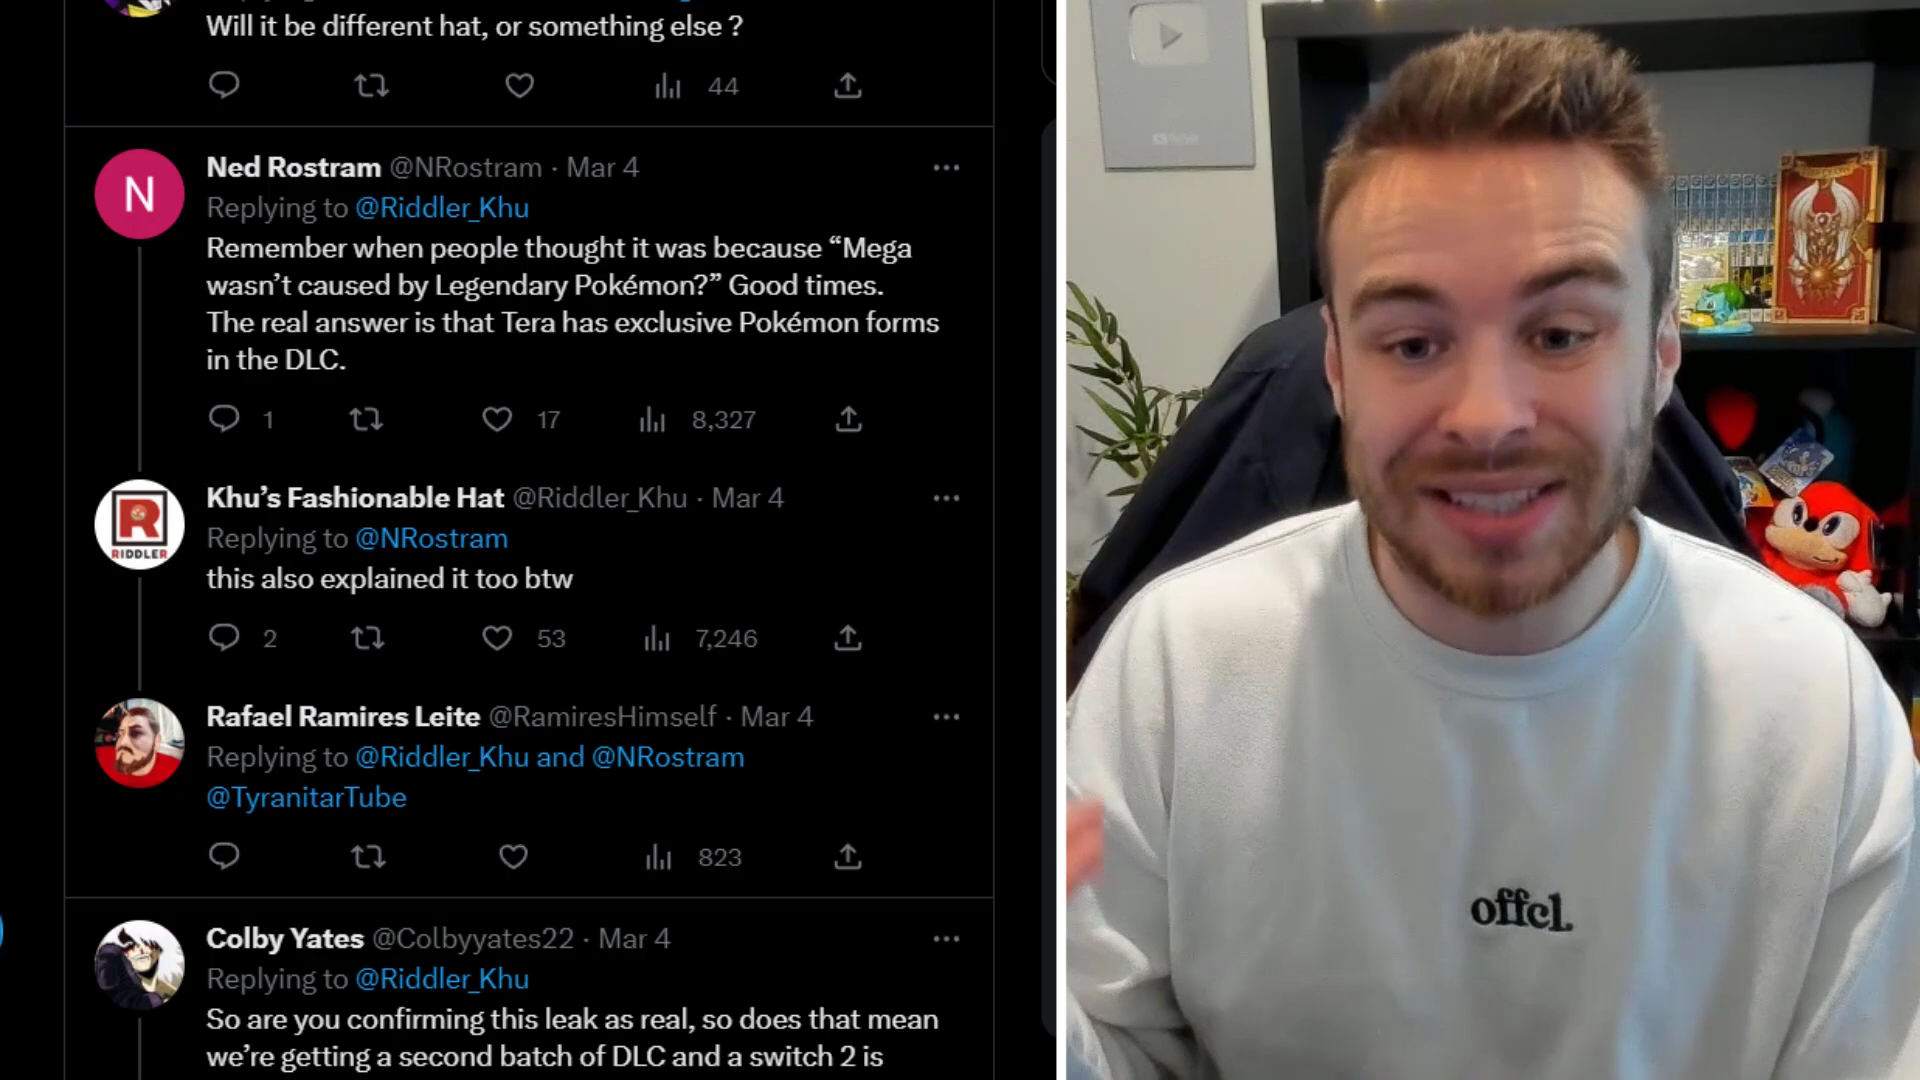 Will it be different hat, or something else ?
44
Ned Rostram @NRostram · Mar 4
Replying to @Riddler_Khu
Remember when people thought it was because “Mega
wasn’t caused by Legendary Pokémon?” Good times.
The real answer is that Tera has exclusive Pokémon forms
in the DLC.
1 17 8,327
N
Khu’s Fashionable Hat @Riddler_Khu · Mar 4
Replying to @NRostram
this also explained it too btw
2 53 7,246
R
RIDDLER
Rafael Ramires Leite @RamiresHimself · Mar 4
Replying to @Riddler_Khu and @NRostram
@TyranitarTube
823
Colby Yates @Colbyyates22 · Mar 4
Replying to @Riddler_Khu
So are you confirming this leak as real, so does that mean
we’re getting a second batch of DLC and a switch 2 is
offcl.